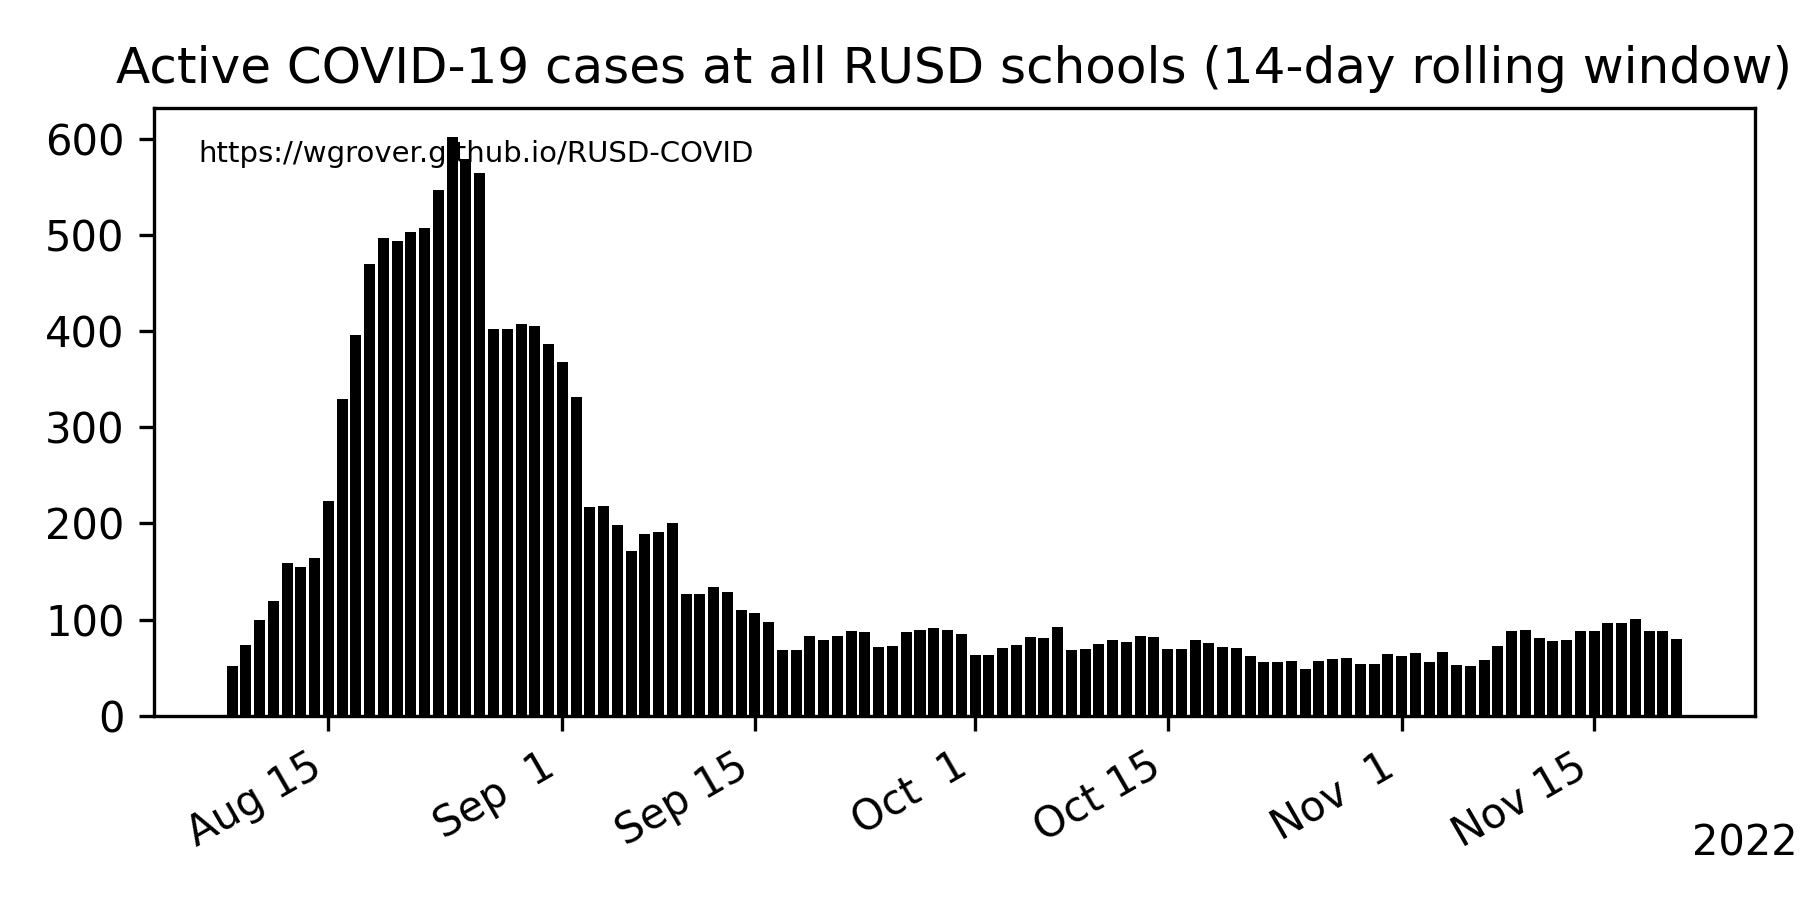 Active COVID-19 cases at all RUSD schools (14-day rolling window)
https://wgrover.github.io/RUSD-COVID
600
500
400
300
200
100
0
Aug 15
Sep 1
Sep 15
Oct 1
Oct 15
Nov 1
Nov 15
2022